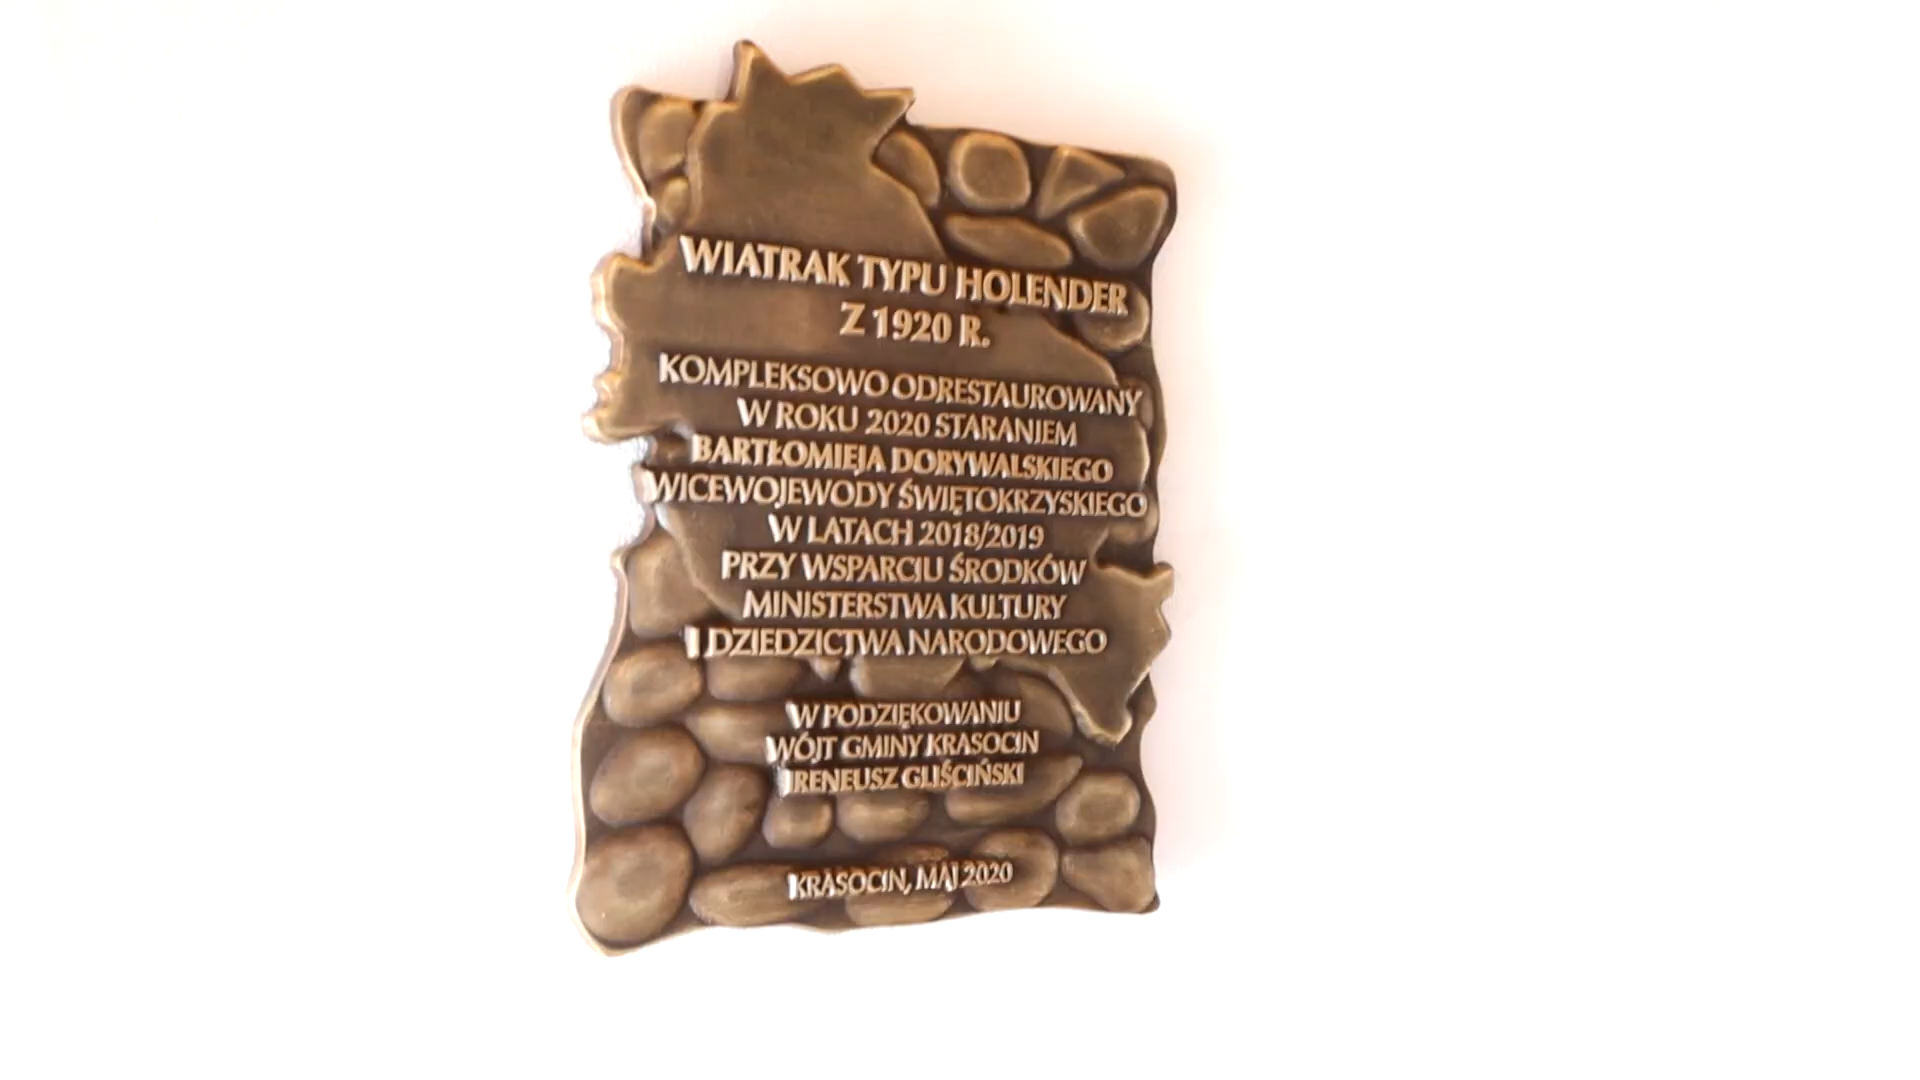 WIATRAK TYPU HOLENDER
Z 1920 R.
KOMPLEKSOWO ODRESTAUROWANY
W ROKU 2020 STARANIEM
BARTŁOMIEJA DORYWALSKIEGO
WICEWOJEWODY ŚWIĘTOKRZYSKIEGO
W LATACH 2018/2019
PRZY WSPARCIU ŚRODKÓW
MINISTERSTWA KULTURY
I DZIEDZICTWA NARODOWEGO
W PODZIĘKOWANIU
WÓJT GMINY KRASOCIN
IRENEUSZ GLIŚCIŃSKI
KRASOCIN, MAJ 2020